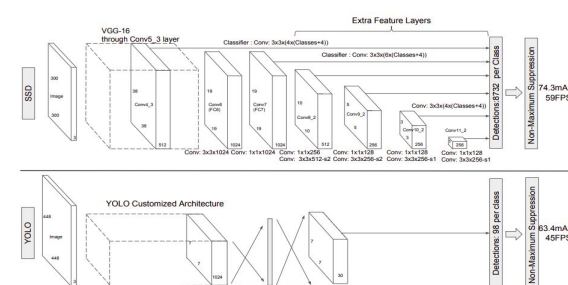 Extra Feature Layers
VGG-16
through Conv5_3 layer
Classifier : Conv: 3x3x(4x(Classes+4))
Classifier : Conv: 3x3x(6x(Classes+4))
SSD
300
Image
300
3
38
Conv4_3
38
512
19
Conv6
(FC6)
19
1024
19
Conv7
(FC7)
19
1024
10
Conv8_2
10
512
5
Conv9_2
5
256
Conv: 3x3x(4x(Classes+4))
3
Conv10_2
3
256
Conv11_2
256
Conv: 3x3x1024
Conv: 1x1x1024
Conv: 1x1x256
Conv: 3x3x512-s2
Conv: 1x1x128
Conv: 3x3x256-s2
Conv: 1x1x128
Conv: 3x3x256-s1
Conv: 1x1x128
Conv: 3x3x256-s1
Detections:8732 per Class
Non-Maximum Suppression
74.3mA
59FPS
YOLO
YOLO Customized Architecture
448
Image
448
3
7
7
1024
7
7
30
Detections: 98 per class
Non-Maximum Suppression
63.4mA
45FPS